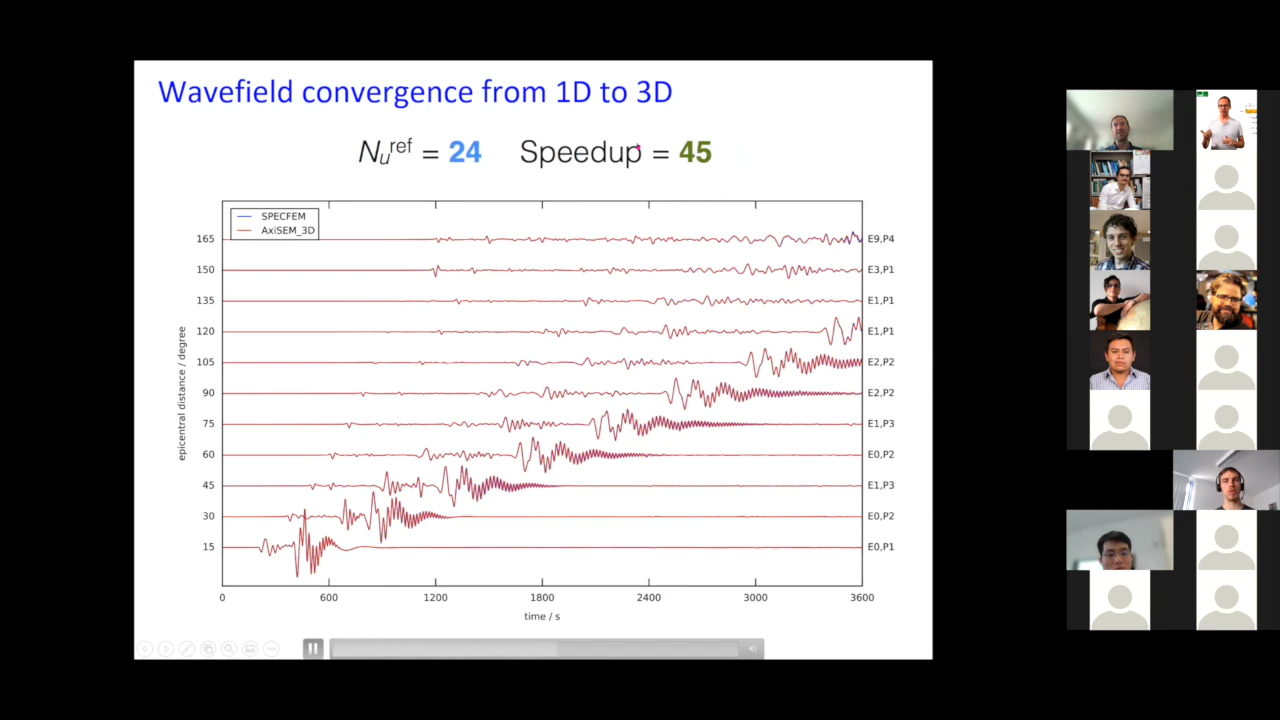 Wavefield convergence from 1D to 3D
Nuref = 24 Speedup = 45
SPECFEM
AxiSEM_3D
165 E9,P4
150 E3,P1
135 E1,P1
120 E1,P1
105 E2,P2
90 E2,P2
75 E1,P3
60 E0,P2
45 E1,P3
30 E0,P2
15 E0,P1
epicentral distance / degree
0 600 1200 1800 2400 3000 3600
time / s